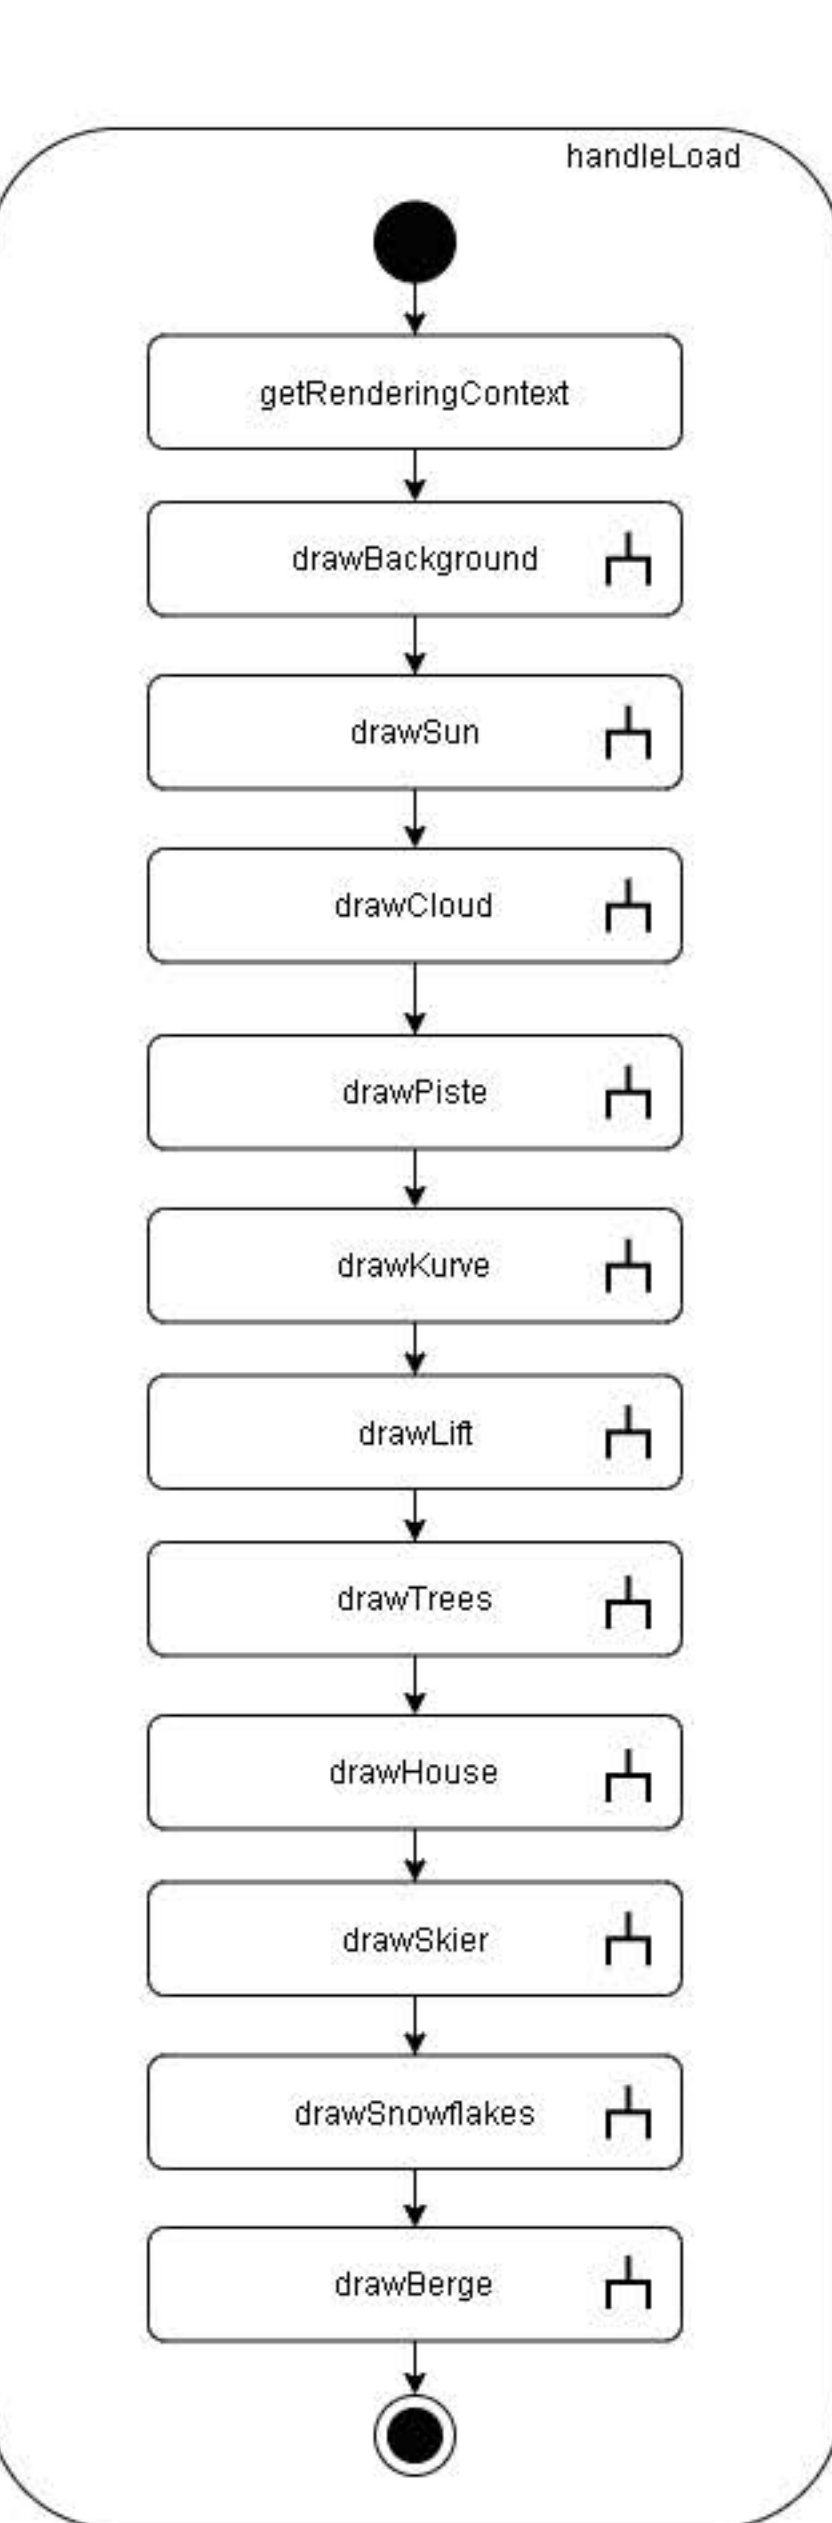 handleLoad
getRenderingContext
drawBackground
drawSun
drawCloud
drawPiste
drawKurve
drawLift
drawTrees
drawHouse
drawSkier
drawSnowflakes
drawBerge